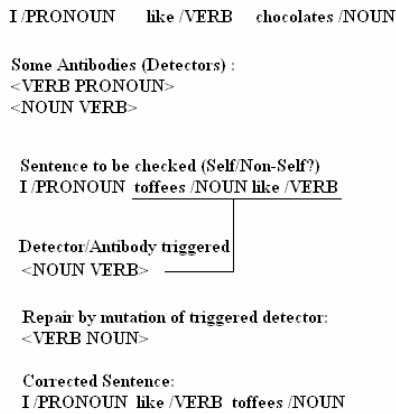 I /PRONOUN like /VERB chocolates /NOUN
Some Antibodies (Detectors) :
<VERB PRONOUN>
<NOUN VERB>
Sentence to be checked (Self/Non-Self?)
I /PRONOUN toffees /NOUN like /VERB
Detector/Antibody triggered
<NOUN VERB>
Repair by mutation of triggered detector:
<VERB NOUN>
Corrected Sentence:
I /PRONOUN like /VERB toffees /NOUN